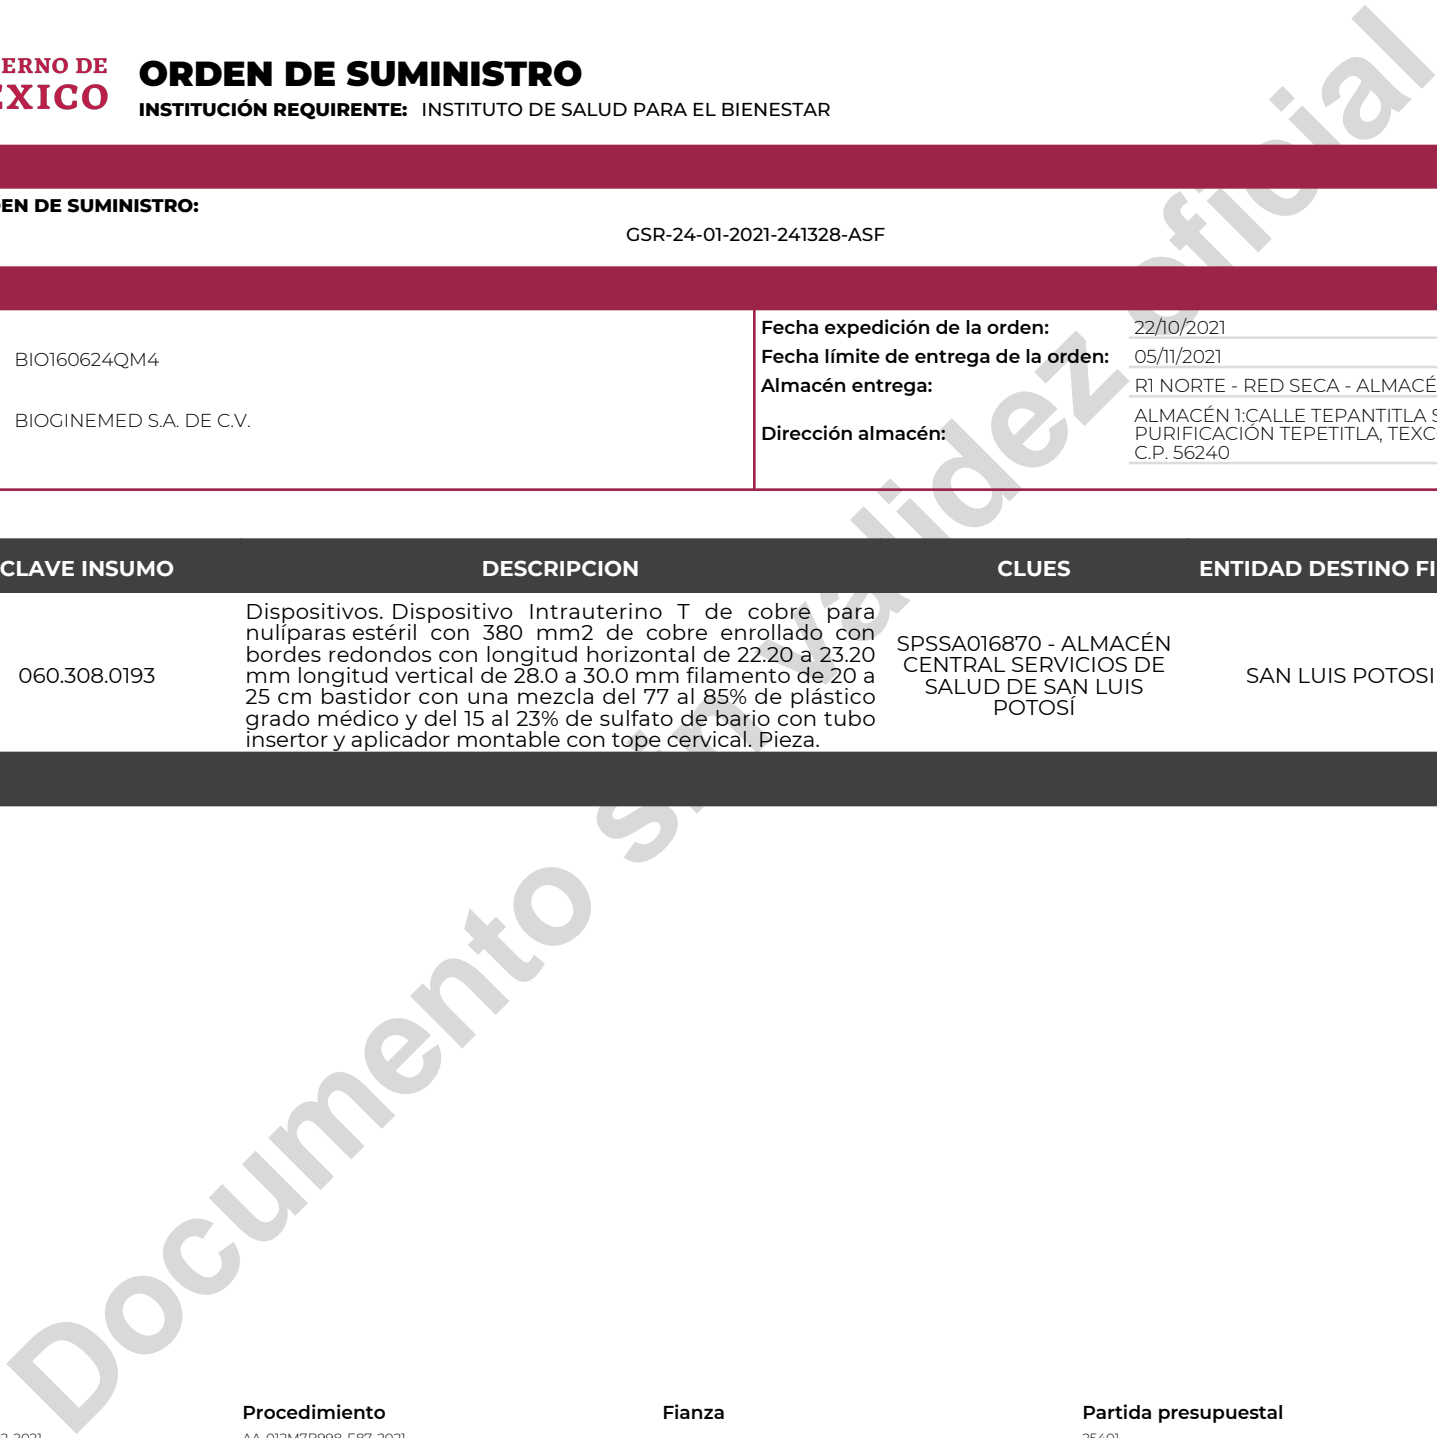 ERNO DE
EXICO
ORDEN DE SUMINISTRO
INSTITUCIÓN REQUIRENTE: INSTITUTO DE SALUD PARA EL BIENESTAR
EN DE SUMINISTRO:
GSR-24-01-2021-241328-ASF
BIO160624QM4
BIOGINEMED S.A. DE C.V.
Fecha expedición de la orden: 22/10/2021
Fecha límite de entrega de la orden: 05/11/2021
Almacén entrega: R1 NORTE - RED SECA - ALMACÉ
Dirección almacén:
ALMACÉN 1:CALLE TEPANTITLA S
PURIFICACIÓN TEPETITLA, TEXC
C.P. 56240
CLAVE INSUMO DESCRIPCION CLUES ENTIDAD DESTINO FI
060.308.0193
Dispositivos. Dispositivo Intrauterino T de cobre para
nulíparas estéril con 380 mm2 de cobre enrollado con
bordes redondos con longitud horizontal de 22.20 a 23.20
mm longitud vertical de 28.0 a 30.0 mm filamento de 20 a
25 cm bastidor con una mezcla del 77 al 85% de plástico
grado médico y del 15 al 23% de sulfato de bario con tubo
insertor y aplicador montable con tope cervical. Pieza.
SPSSA016870 - ALMACÉN
CENTRAL SERVICIOS DE
SALUD DE SAN LUIS
POTOSÍ
SAN LUIS POTOSI
Documento sin validez oficial
Procedimiento Fianza Partida presupuestal